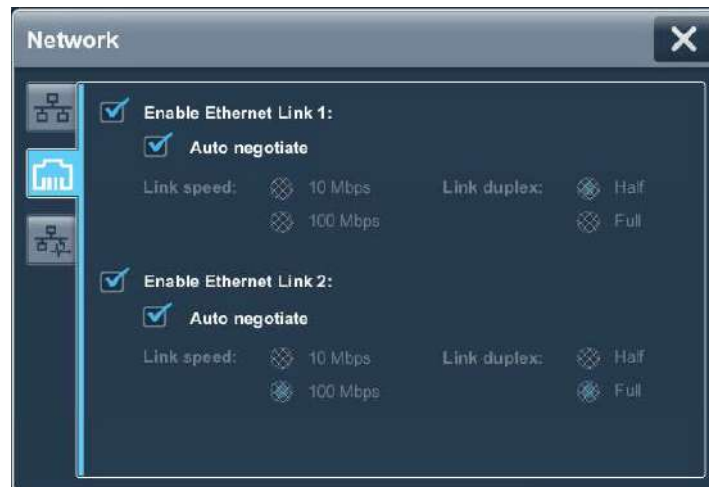 Network
Enable Ethernet Link 1:
Auto negotiate
Link speed: 10 Mbps Link duplex: Half
100 Mbps Full
Enable Ethernet Link 2:
Auto negotiate
Link speed: 10 Mbps Link duplex: Half
100 Mbps Full